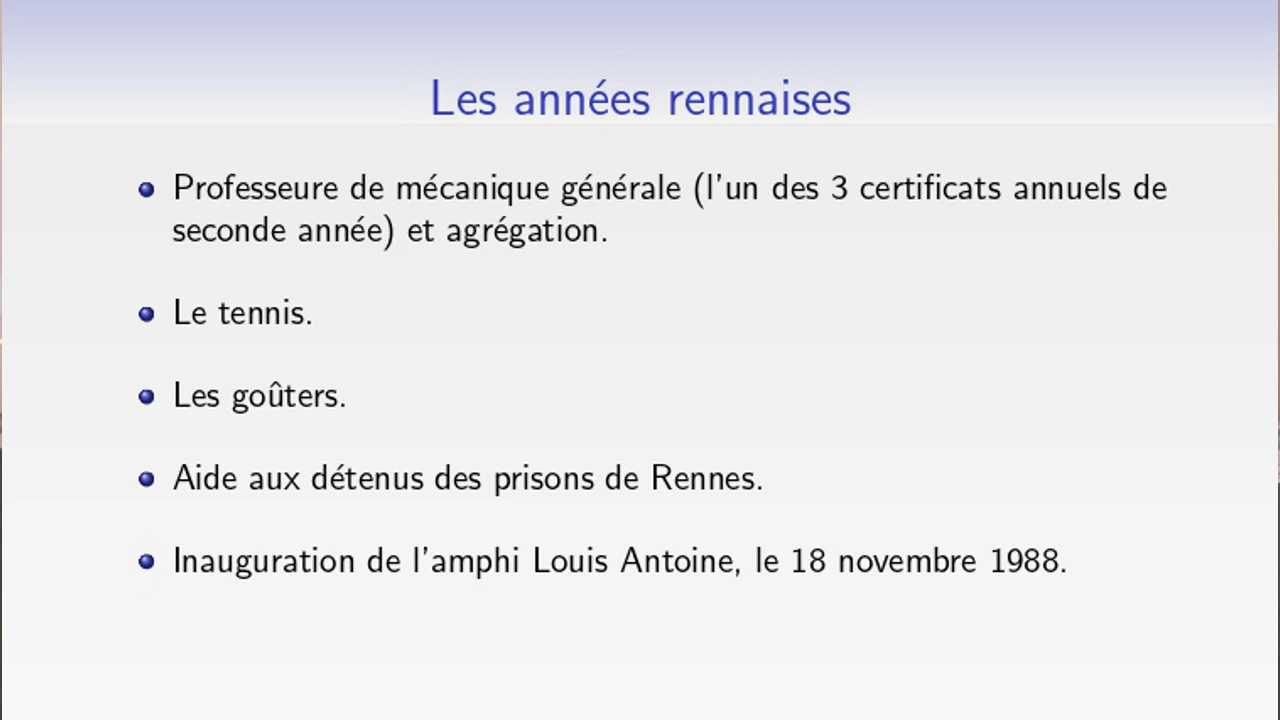 Les années rennaises
Professeure de mécanique générale (l'un des 3 certificats annuels de
seconde année) et agrégation.
Le tennis.
Les goûters.
Aide aux détenus des prisons de Rennes.
Inauguration de l'amphi Louis Antoine, le 18 novembre 1988.